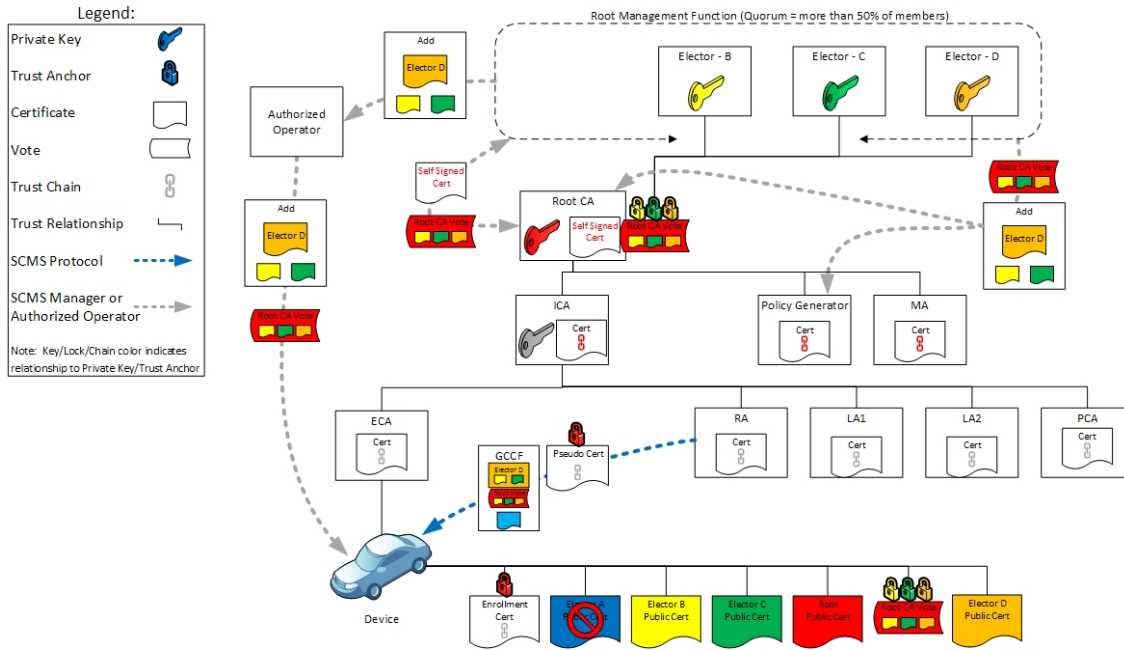 Legend:
Private Key
Trust Anchor
Certificate
Vote
Trust Chain
Trust Relationship
SCMS Protocol
SCMS Manager or
Authorized Operator
Note: Key/Lock/Chain color indicates
relationship to Private Key/Trust Anchor
Root Management Function (Quorum = more than 50% of members)
Add
Elector D
Elector - B
Elector - C
Elector - D
Authorized
Operator
Self Signed
Cert
Root CA Vote
Root CA
Self Signed
Cert
Root CA Vote
Root CA Vote
Add
Elector D
Add
Elector D
Root CA Vote
ICA
Cert
Policy Generator
Cert
MA
Cert
ECA
Cert
GCCF
Elector D
Root Vote
Pseudo Cert
RA
Cert
LA1
Cert
LA2
Cert
PCA
Cert
Device
Enrollment
Cert
Elector A
Public Cert
Elector B
Public Cert
Elector C
Public Cert
Root
Public Cert
Root CA Vote
Elector D
Public Cert